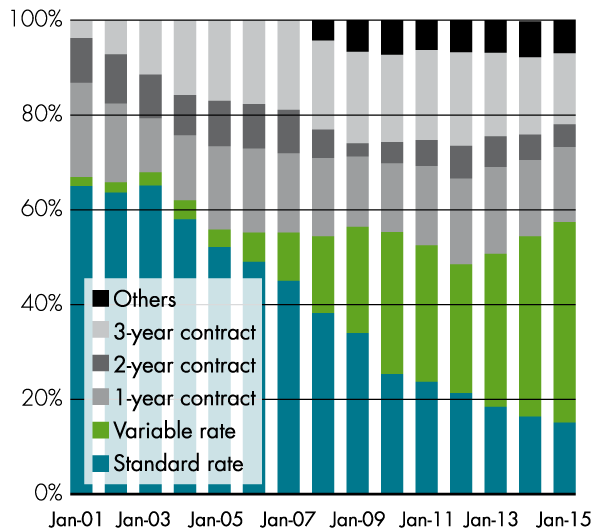 100%
80%
60%
40%
20%
0%
Others
3-year contract
2-year contract
1-year contract
Variable rate
Standard rate
Jan-01 Jan-03 Jan-05 Jan-07 Jan-09 Jan-11 Jan-13 Jan-15